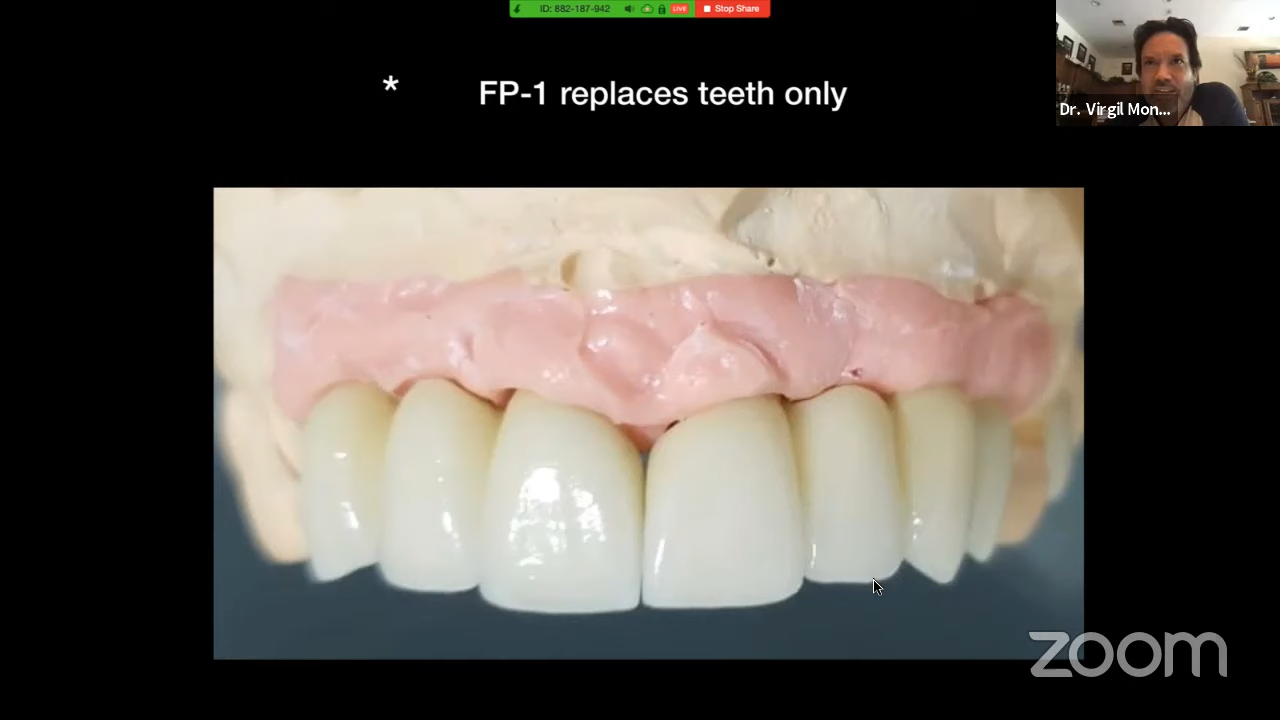 ID: 882-187-942 LIVE Stop Share
* FP-1 replaces teeth only
Dr. Virgil Mon...
zoom